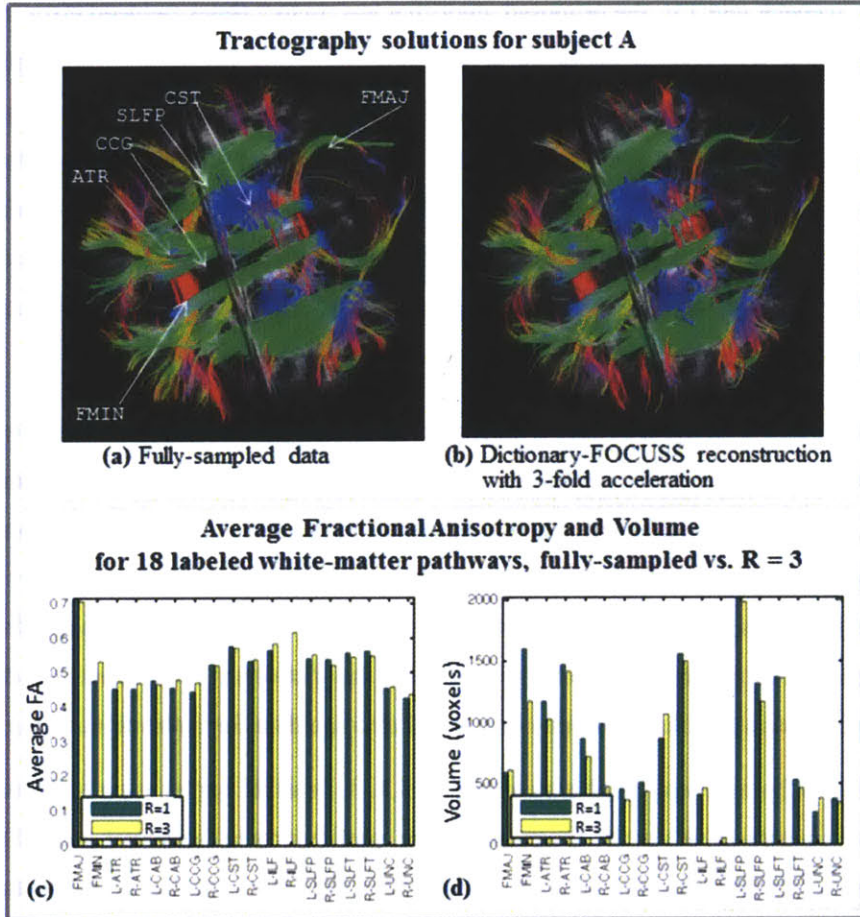 Tractography solutions for subject A
CST
SLFP
CCG
ATR
FMAJ
FMIN
(a) Fully-sampled data
(b) Dictionary-FOCUSS reconstruction
with 3-fold acceleration
Average Fractional Anisotropy and Volume
for 18 labeled white-matter pathways, fully-sampled vs. R = 3
Average FA
0.7
0.6
0.5
0.4
0.3
0.2
0.1
0
R=1
R=3
FMAJ
FMIN
L-ATR
R-ATR
L-CAB
R-CAB
L-CCG
R-CCG
L-CST
R-CST
L-ILF
R-ILF
L-SLFP
R-SLFP
L-SLFT
R-SLFT
L-UNC
R-UNC
(c)
Volume (voxels)
2000
1500
1000
500
0
R=1
R=3
FMAJ
FMIN
L-ATR
R-ATR
L-CAB
R-CAB
L-CCG
R-CCG
L-CST
R-CST
L-ILF
R-ILF
L-SLFP
R-SLFP
L-SLFT
R-SLFT
L-UNC
R-UNC
(d)